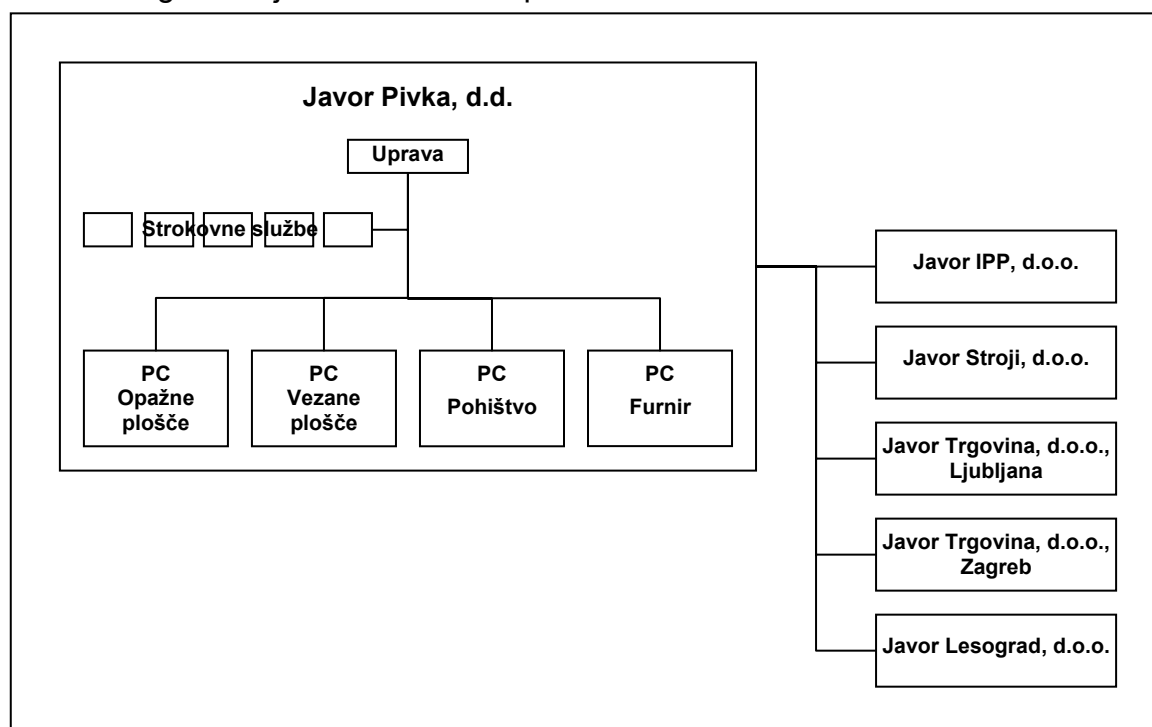 Javor Pivka, d.d.
Uprava
Strokovne službe
PC
Opažne
plošče
PC
Vezane
plošče
PC
Pohištvo
PC
Furnir
Javor IPP, d.o.o.
Javor Stroji, d.o.o.
Javor Trgovina, d.o.o.,
Ljubljana
Javor Trgovina, d.o.o.,
Zagreb
Javor Lesograd, d.o.o.